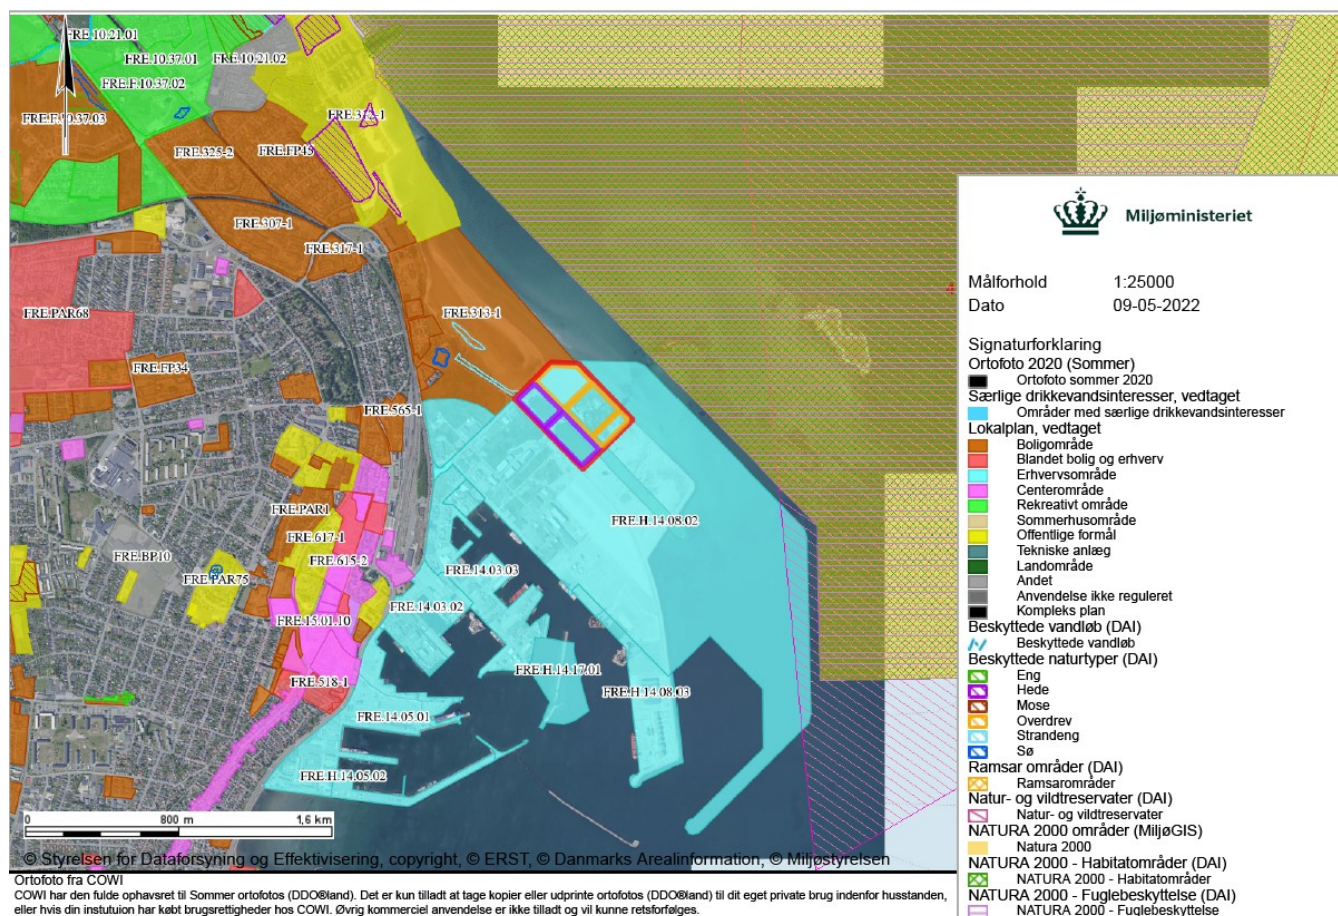 FRE 10.21.01
FRE.10.37.01
FRE.10.21.02
FRE.F.10.37.02
FRE.325-2
FRE.FP45
FRE.307-1
FRE.317-1
FRE.313-1
FRE.PAR68
FRE.FP34
FRE.565-1
FRE.PAR1
FRE.617-1
FRE.615-2
FRE.BP10
FRE.PAR75
FRE.H.14.08.02
FRE.14.03.03
FRE.14.03.02
FRE.15.01.10
FRE.H.14.17.01
FRE.518-1
FRE.H.14.08.03
FRE.14.05.01
FRE.H.14.05.02
0 800 m 1,6 km
© Styrelsen for Dataforsyning og Effektivisering, copyright, © ERST, © Danmarks Arealinformation, © Miljøstyrelsen
Miljøministeriet
Målforhold 1:25000
Dato 09-05-2022
Signaturforklaring
Ortofoto 2020 (Sommer)
Ortofoto sommer 2020
Særlige drikkevandsinteresser, vedtaget
Områder med særlige drikkevandsinteresser
Lokalplan, vedtaget
Boligområde
Blandet bolig og erhverv
Erhvervsområde
Centerområde
Rekreativt område
Sommerhusområde
Offentlige formål
Tekniske anlæg
Landområde
Andet
Anvendelse ikke reguleret
Kompleks plan
Beskyttede vandløb (DAI)
Beskyttede vandløb
Beskyttede naturtyper (DAI)
Eng
Hede
Mose
Overdrev
Strandeng
Sø
Ramsar områder (DAI)
Ramsarområder
Natur- og vildtreservater (DAI)
Natur- og vildtreservater
NATURA 2000 områder (MiljøGIS)
Natura 2000
NATURA 2000 - Habitatområder (DAI)
NATURA 2000 - Habitatområder
NATURA 2000 - Fuglebeskyttelse (DAI)
NATURA 2000 - Fuglebeskyttelse
Ortofoto fra COWI
COWI har den fulde ophavsret til Sommer ortofotos (DDO®land). Det er kun tilladt at tage kopier eller udprinte ortofotos (DDO®land) til dit eget private brug indenfor husstanden,
eller hvis din instutuion har købt brugsrettigheder hos COWI. Øvrig kommerciel anvendelse er ikke tilladt og vil kunne retsforfølges.